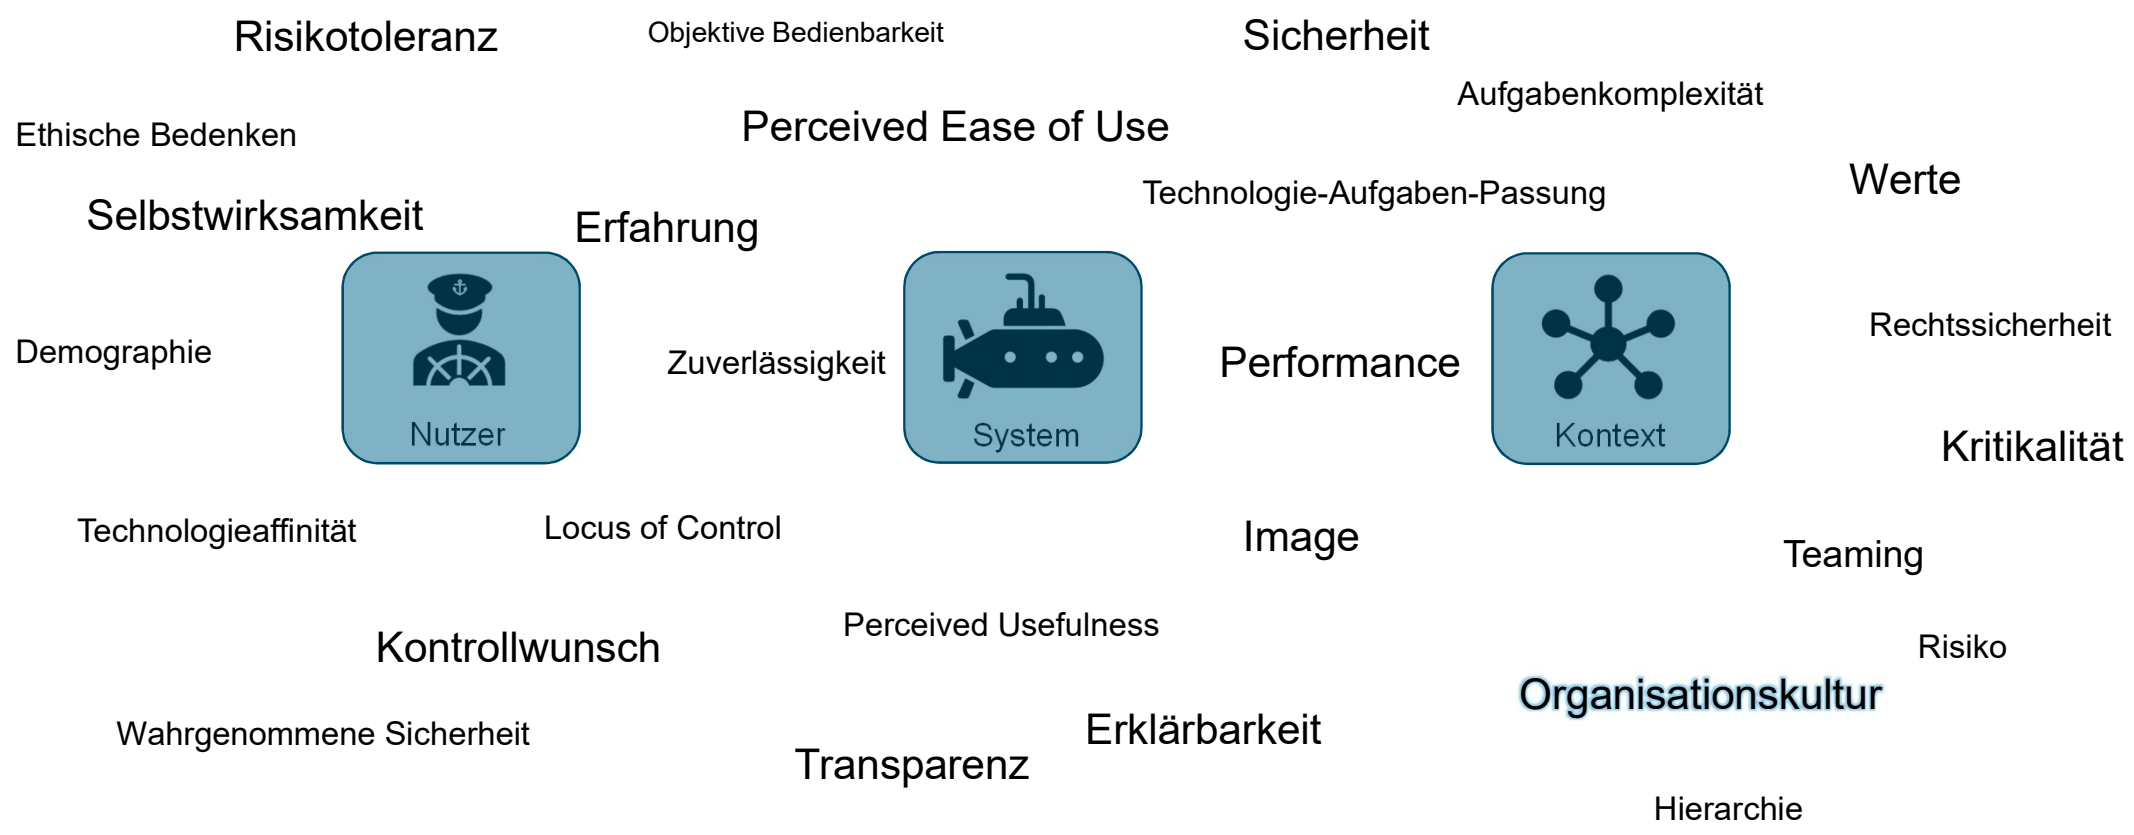 Risikotoleranz
Objektive Bedienbarkeit
Sicherheit
Aufgabenkomplexität
Ethische Bedenken
Perceived Ease of Use
Technologie-Aufgaben-Passung
Werte
Selbstwirksamkeit
Erfahrung
Demographie
Nutzer
Zuverlässigkeit
System
Performance
Kontext
Rechtssicherheit
Kritikalität
Technologieaffinität
Locus of Control
Image
Teaming
Kontrollwunsch
Perceived Usefulness
Risiko
Organisationskultur
Wahrgenommene Sicherheit
Transparenz
Erklärbarkeit
Hierarchie